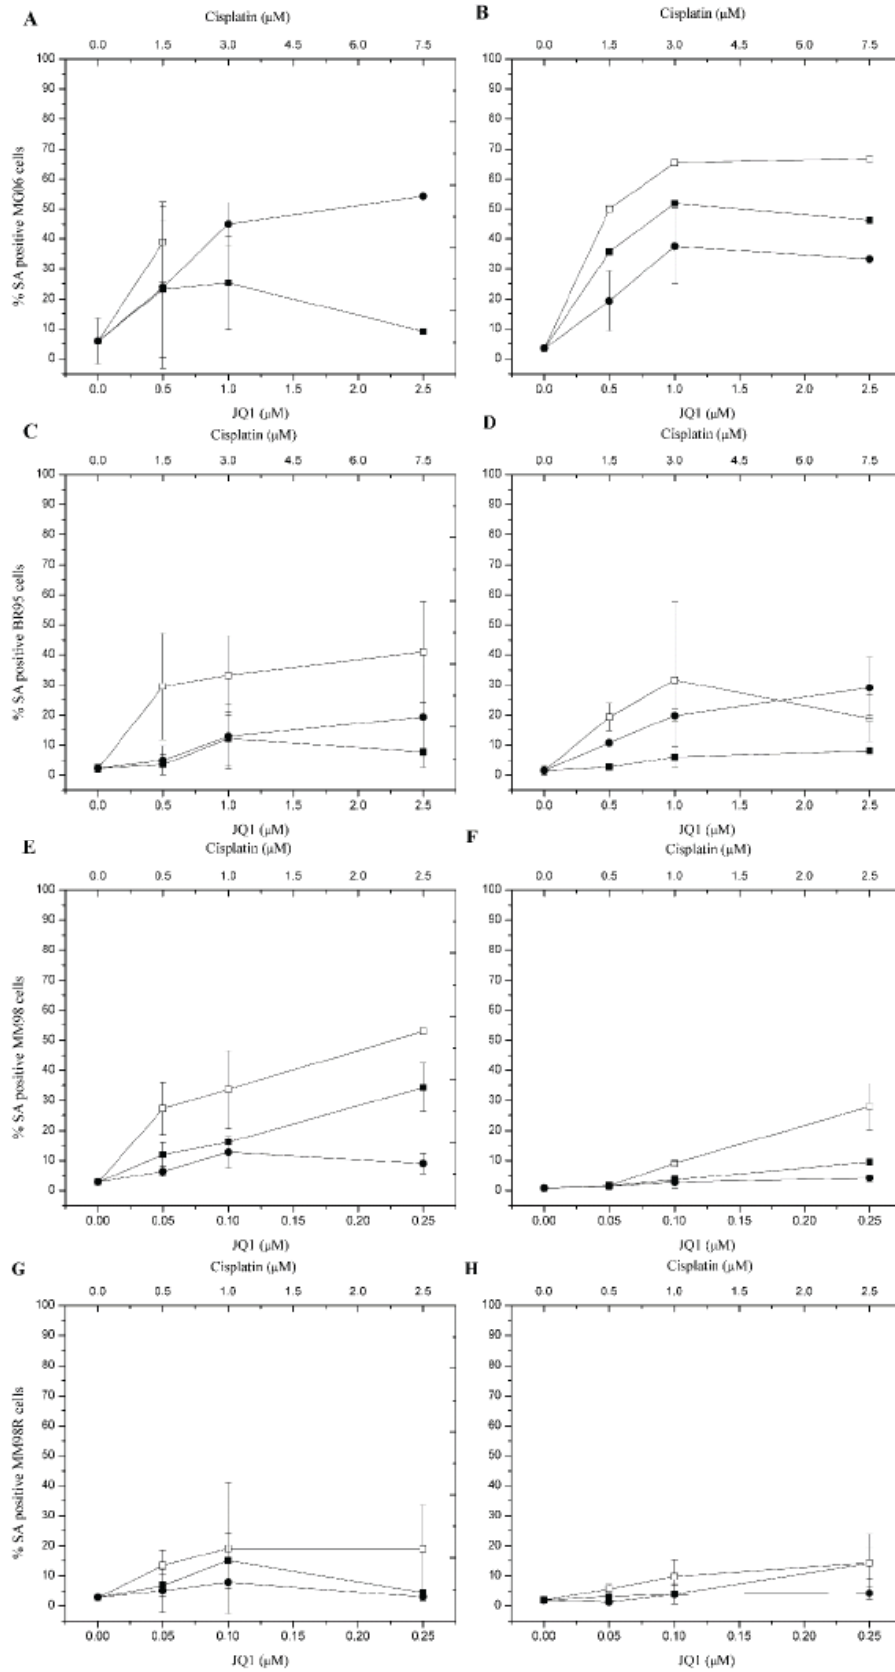 A
Cisplatin (μM)
0.0 1.5 3.0 4.5 6.0 7.5
100
90
80
70
60
50
40
30
20
10
0
% SA positive MG06 cells
0.0 0.5 1.0 1.5 2.0 2.5
JQ1 (μM)
B
Cisplatin (μM)
0.0 1.5 3.0 4.5 6.0 7.5
100
90
80
70
60
50
40
30
20
10
0
0.0 0.5 1.0 1.5 2.0 2.5
JQ1 (μM)
C
Cisplatin (μM)
0.0 1.5 3.0 4.5 6.0 7.5
100
90
80
70
60
50
40
30
20
10
0
% SA positive BR95 cells
0.0 0.5 1.0 1.5 2.0 2.5
JQ1 (μM)
D
Cisplatin (μM)
0.0 1.5 3.0 4.5 6.0 7.5
100
90
80
70
60
50
40
30
20
10
0
0.0 0.5 1.0 1.5 2.0 2.5
JQ1 (μM)
E
Cisplatin (μM)
0.0 0.5 1.0 1.5 2.0 2.5
100
90
80
70
60
50
40
30
20
10
0
% SA positive MM98 cells
0.00 0.05 0.10 0.15 0.20 0.25
JQ1 (μM)
F
Cisplatin (μM)
0.0 0.5 1.0 1.5 2.0 2.5
100
90
80
70
60
50
40
30
20
10
0
0.00 0.05 0.10 0.15 0.20 0.25
JQ1 (μM)
G
Cisplatin (μM)
0.0 0.5 1.0 1.5 2.0 2.5
100
90
80
70
60
50
40
30
20
10
0
% SA positive MM98R cells
0.00 0.05 0.10 0.15 0.20 0.25
JQ1 (μM)
H
Cisplatin (μM)
0.0 0.5 1.0 1.5 2.0 2.5
100
90
80
70
60
50
40
30
20
10
0
0.00 0.05 0.10 0.15 0.20 0.25
JQ1 (μM)